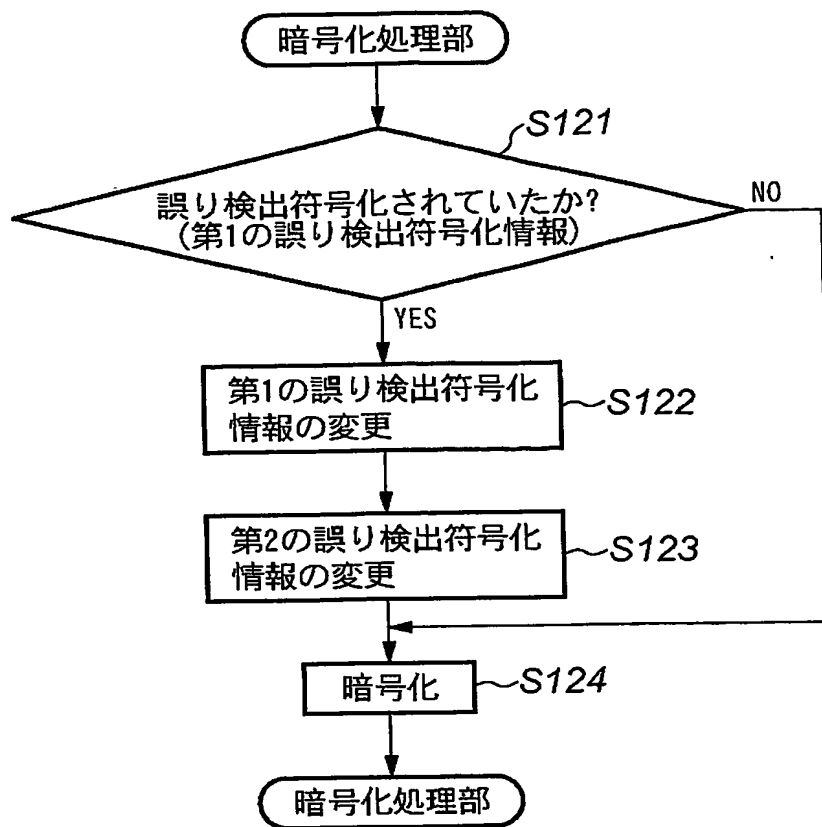 暗号化処理部
S121
誤り検出符号化されていたか?
(第1の誤り検出符号化情報)
NO
YES
第1の誤り検出符号化
情報の変更
S122
第2の誤り検出符号化
情報の変更
S123
暗号化
S124
暗号化処理部